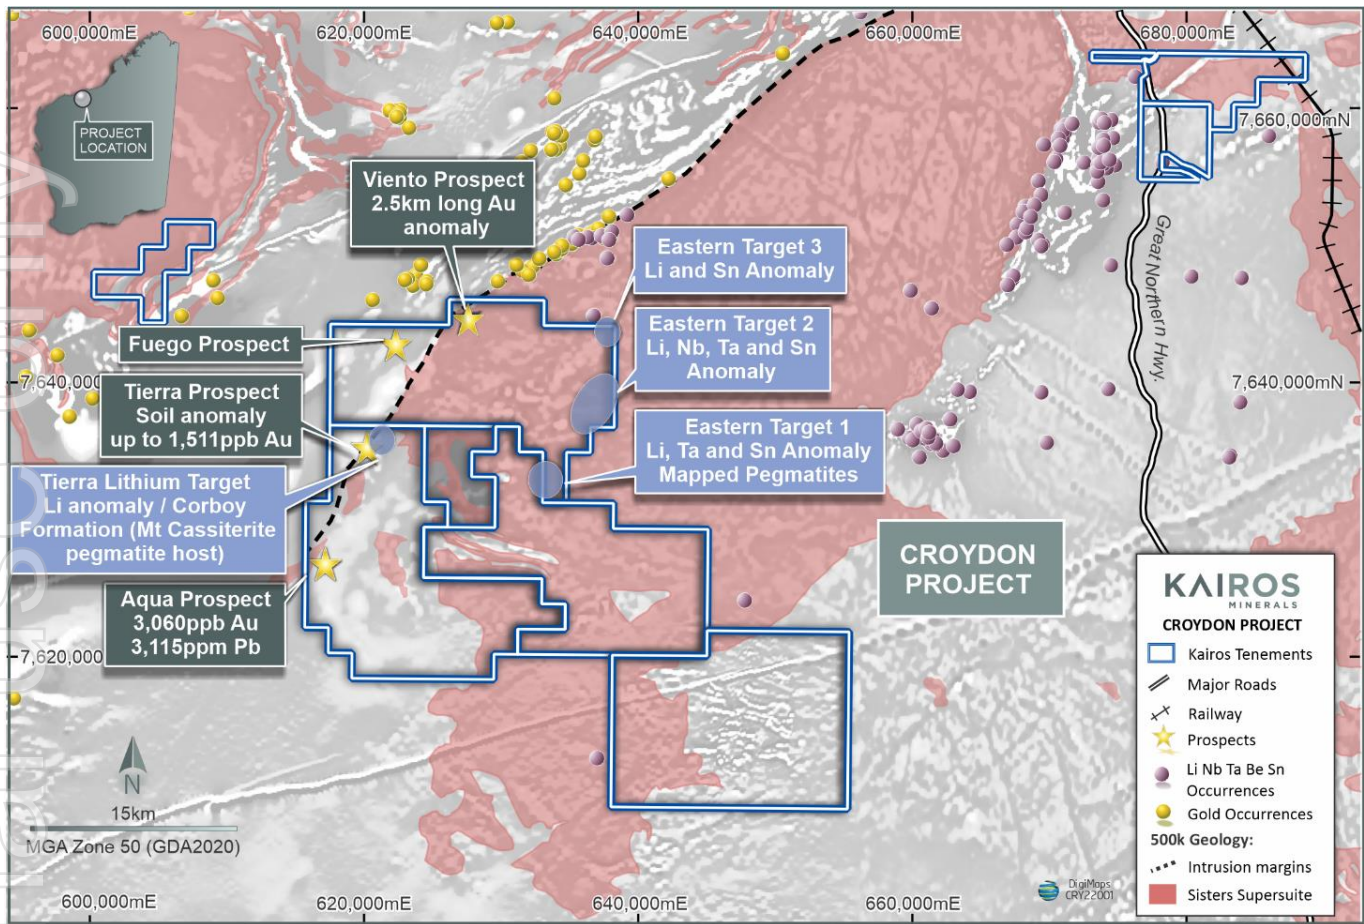 600,000mE
620,000mE
640,000mE
660,000mE
680,000mE
PROJECT
LOCATION
7,660,000mN
Viento Prospect
2.5km long Au
anomaly
Great Northern Hwy.
Eastern Target 3
Li and Sn Anomaly
Fuego Prospect
Eastern Target 2
Li, Nb, Ta and Sn
Anomaly
7,640,000
7,640,000mN
Tierra Prospect
Soil anomaly
up to 1,511ppb Au
Eastern Target 1
Li, Ta and Sn Anomaly
Mapped Pegmatites
Tierra Lithium Target
Li anomaly / Corboy
Formation (Mt Cassiterite
pegmatite host)
CROYDON
PROJECT
Aqua Prospect
3,060ppb Au
3,115ppm Pb
7,620,000
N
15km
MGA Zone 50 (GDA2020)
KAIROS
MINERALS
CROYDON PROJECT
Kairos Tenements
Major Roads
Railway
Prospects
Li Nb Ta Be Sn
Occurrences
Gold Occurrences
500k Geology:
Intrusion margins
Sisters Supersuite
DigiMaps
CRY22001
600,000mE
620,000mE
640,000mE
660,000mE